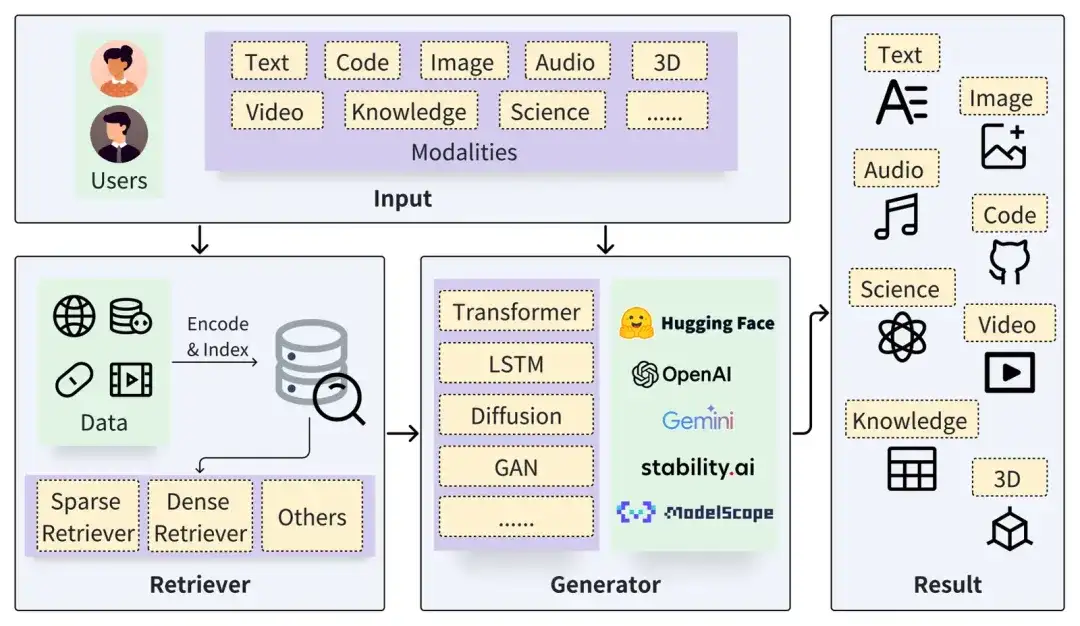 Text
Code
Image
Audio
3D
Video
Knowledge
Science
......
Modalities
Users
Input
Encode
& Index
Data
Sparse
Retriever
Dense
Retriever
Others
Retriever
Transformer
LSTM
Diffusion
GAN
......
Hugging Face
OpenAI
Gemini
stability.ai
ModelScope
Generator
Text
Image
Audio
Code
Science
Video
Knowledge
3D
Result